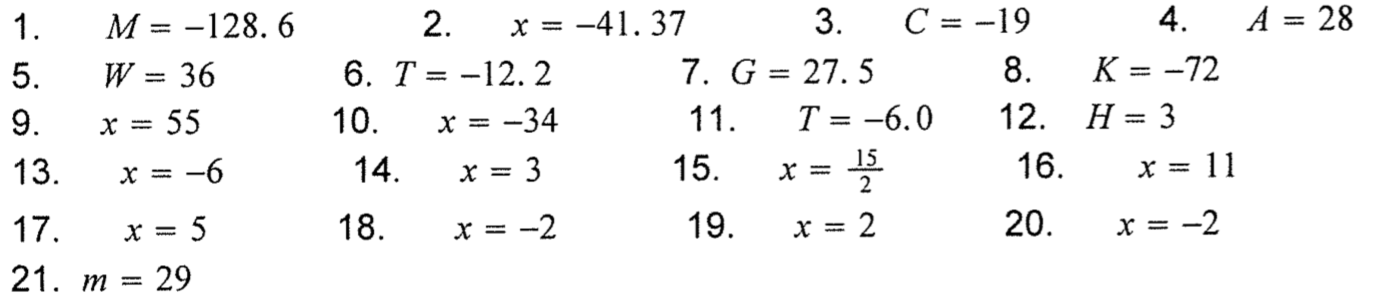 1. M = −128. 6 2. x = −41. 37 3. C = −19 4. A = 28
5. W = 36 6. T = −12. 2 7. G = 27. 5 8. K = −72
9. x = 55 10. x = −34 11. T = −6.0 12. H = 3
13. x = −6 14. x = 3 15. x = 15/2 16. x = 11
17. x = 5 18. x = −2 19. x = 2 20. x = −2
21. m = 29